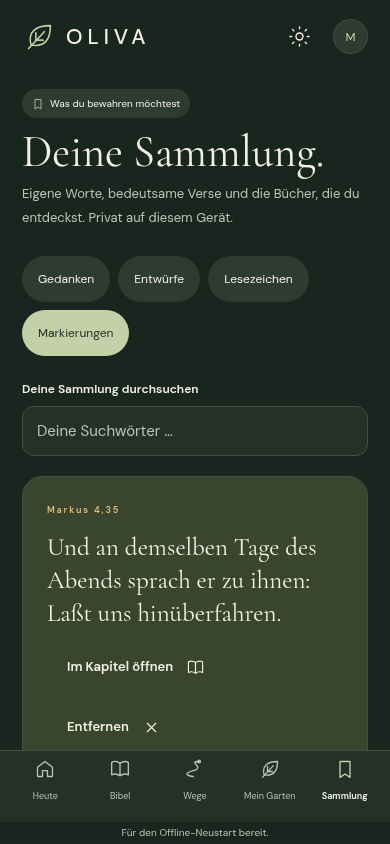 OLIVA
M
Was du bewahren möchtest
Deine Sammlung.
Eigene Worte, bedeutsame Verse und die Bücher, die du
entdeckst. Privat auf diesem Gerät.
Gedanken
Entwürfe
Lesezeichen
Markierungen
Deine Sammlung durchsuchen
Deine Suchwörter ...
Markus 4,35
Und an demselben Tage des
Abends sprach er zu ihnen:
Laßt uns hinüberfahren.
Im Kapitel öffnen
Entfernen
Heute
Bibel
Wege
Mein Garten
Sammlung
Für den Offline-Neustart bereit.